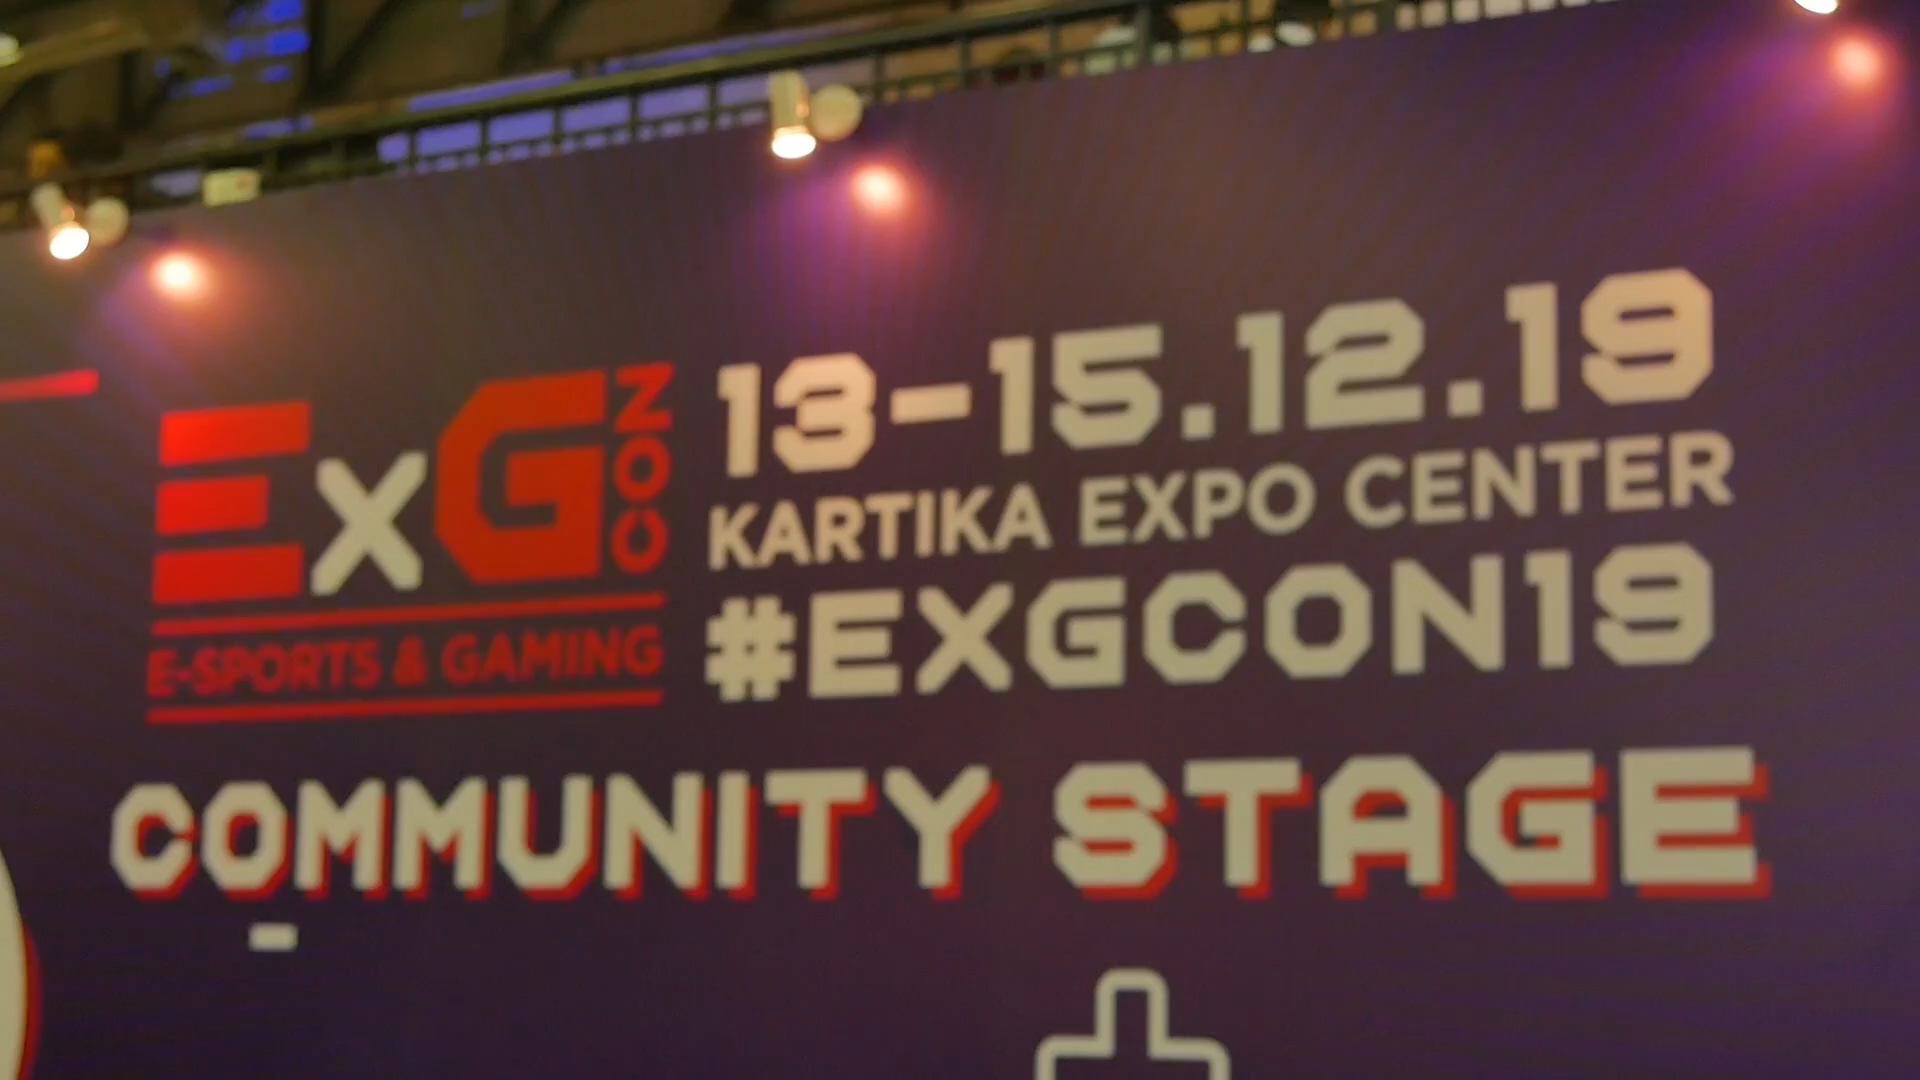 ExG CON
E-SPORTS & GAMING
13-15.12.19
KARTIKA EXPO CENTER
#EXGCON19
COMMUNITY STAGE